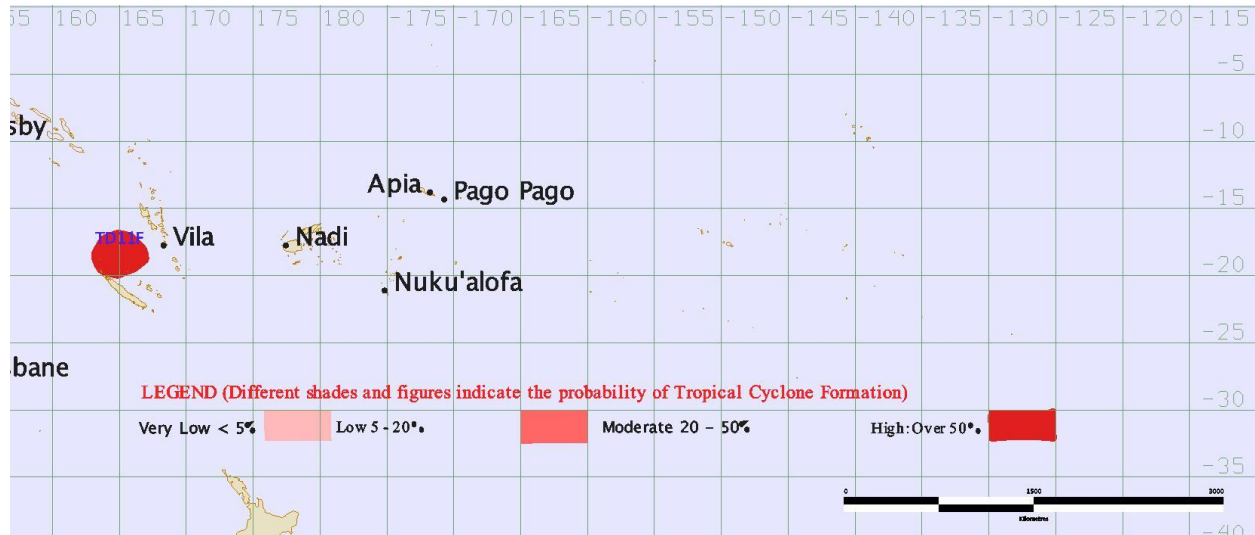 160 165 170 175 180 -175 -170 -165 -160 -155 -150 -145 -140 -135 -130 -125 -120 -115
-5
sby
-10
Apia
Pago Pago
-15
TD11F
Vila
Nadi
-20
Nuku'alofa
-25
bane
LEGEND (Different shades and figures indicate the probability of Tropical Cyclone Formation)
-30
Very Low < 5%
Low 5 - 20%
Moderate 20 - 50%
High: Over 50%
-35
0 1500 3000
Kilometres
-40